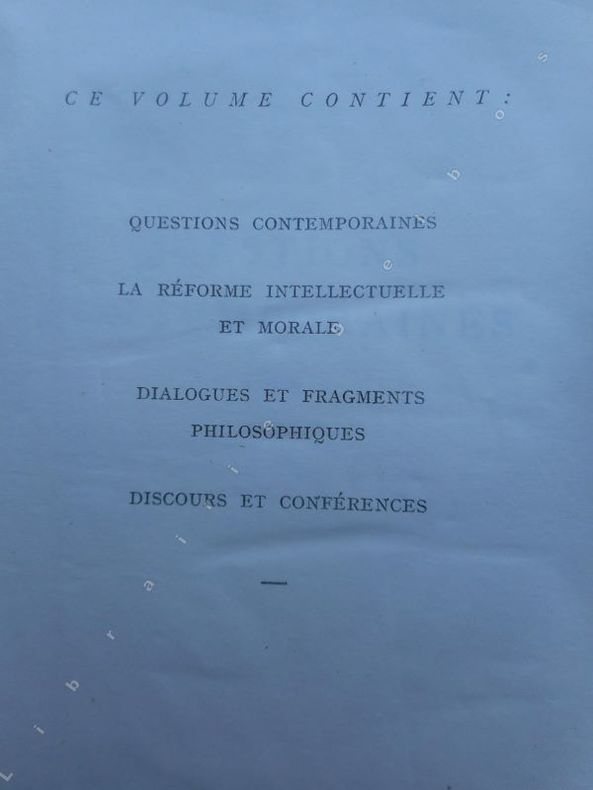 CE VOLUME CONTIENT :
QUESTIONS CONTEMPORAINES
LA RÉFORME INTELLECTUELLE
ET MORALE
DIALOGUES ET FRAGMENTS
PHILOSOPHIQUES
DISCOURS ET CONFÉRENCES